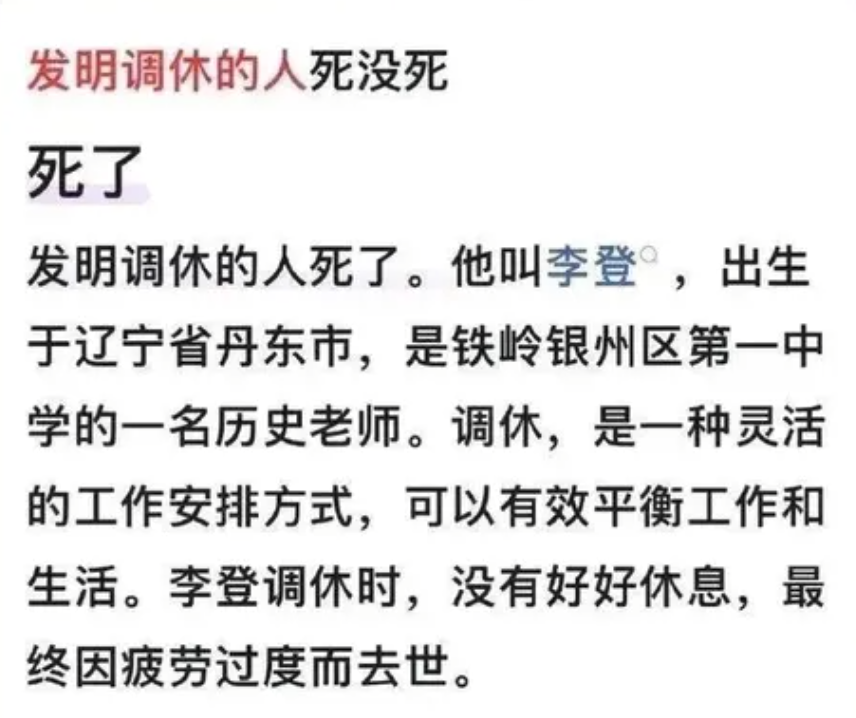 发明调休的人死没死
死了
发明调休的人死了。他叫李登，出生
于辽宁省丹东市，是铁岭银州区第一中
学的一名历史老师。调休，是一种灵活
的工作安排方式，可以有效平衡工作和
生活。李登调休时，没有好好休息，最
终因疲劳过度而去世。